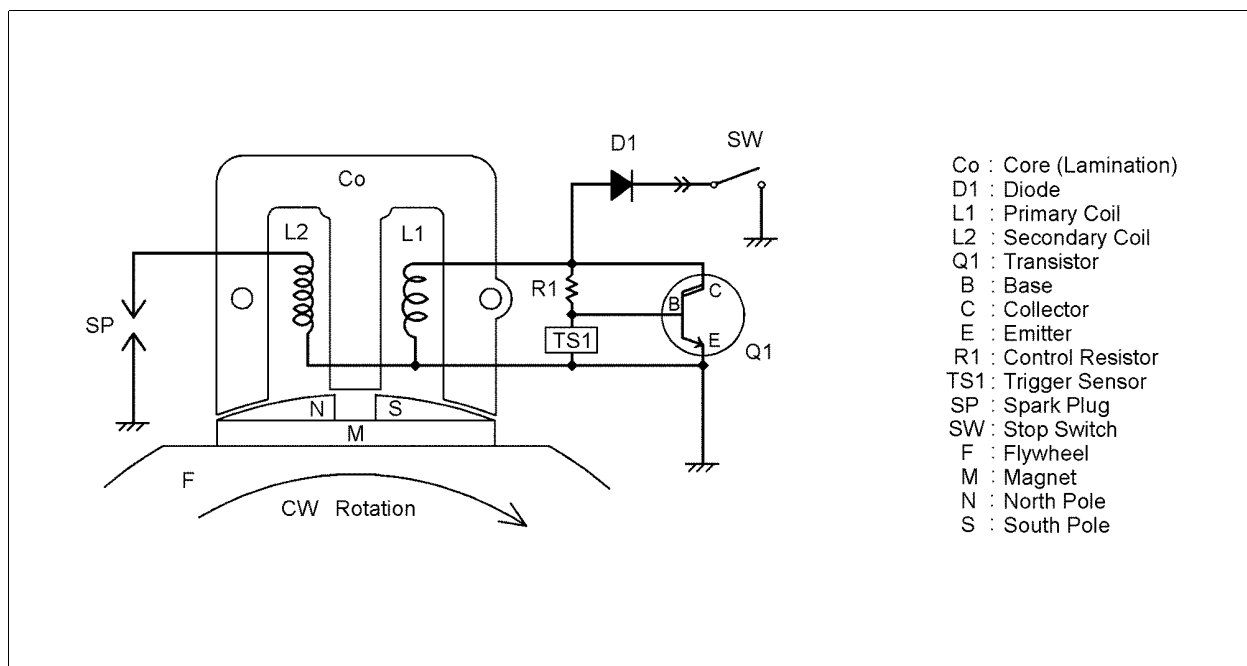 D1
SW
Co
L2
L1
R1
B
C
SP
TS1
E
Q1
N
S
M
F
CW Rotation
Co : Core (Lamination)
D1 : Diode
L1 : Primary Coil
L2 : Secondary Coil
Q1 : Transistor
B : Base
C : Collector
E : Emitter
R1 : Control Resistor
TS1 : Trigger Sensor
SP : Spark Plug
SW : Stop Switch
F : Flywheel
M : Magnet
N : North Pole
S : South Pole